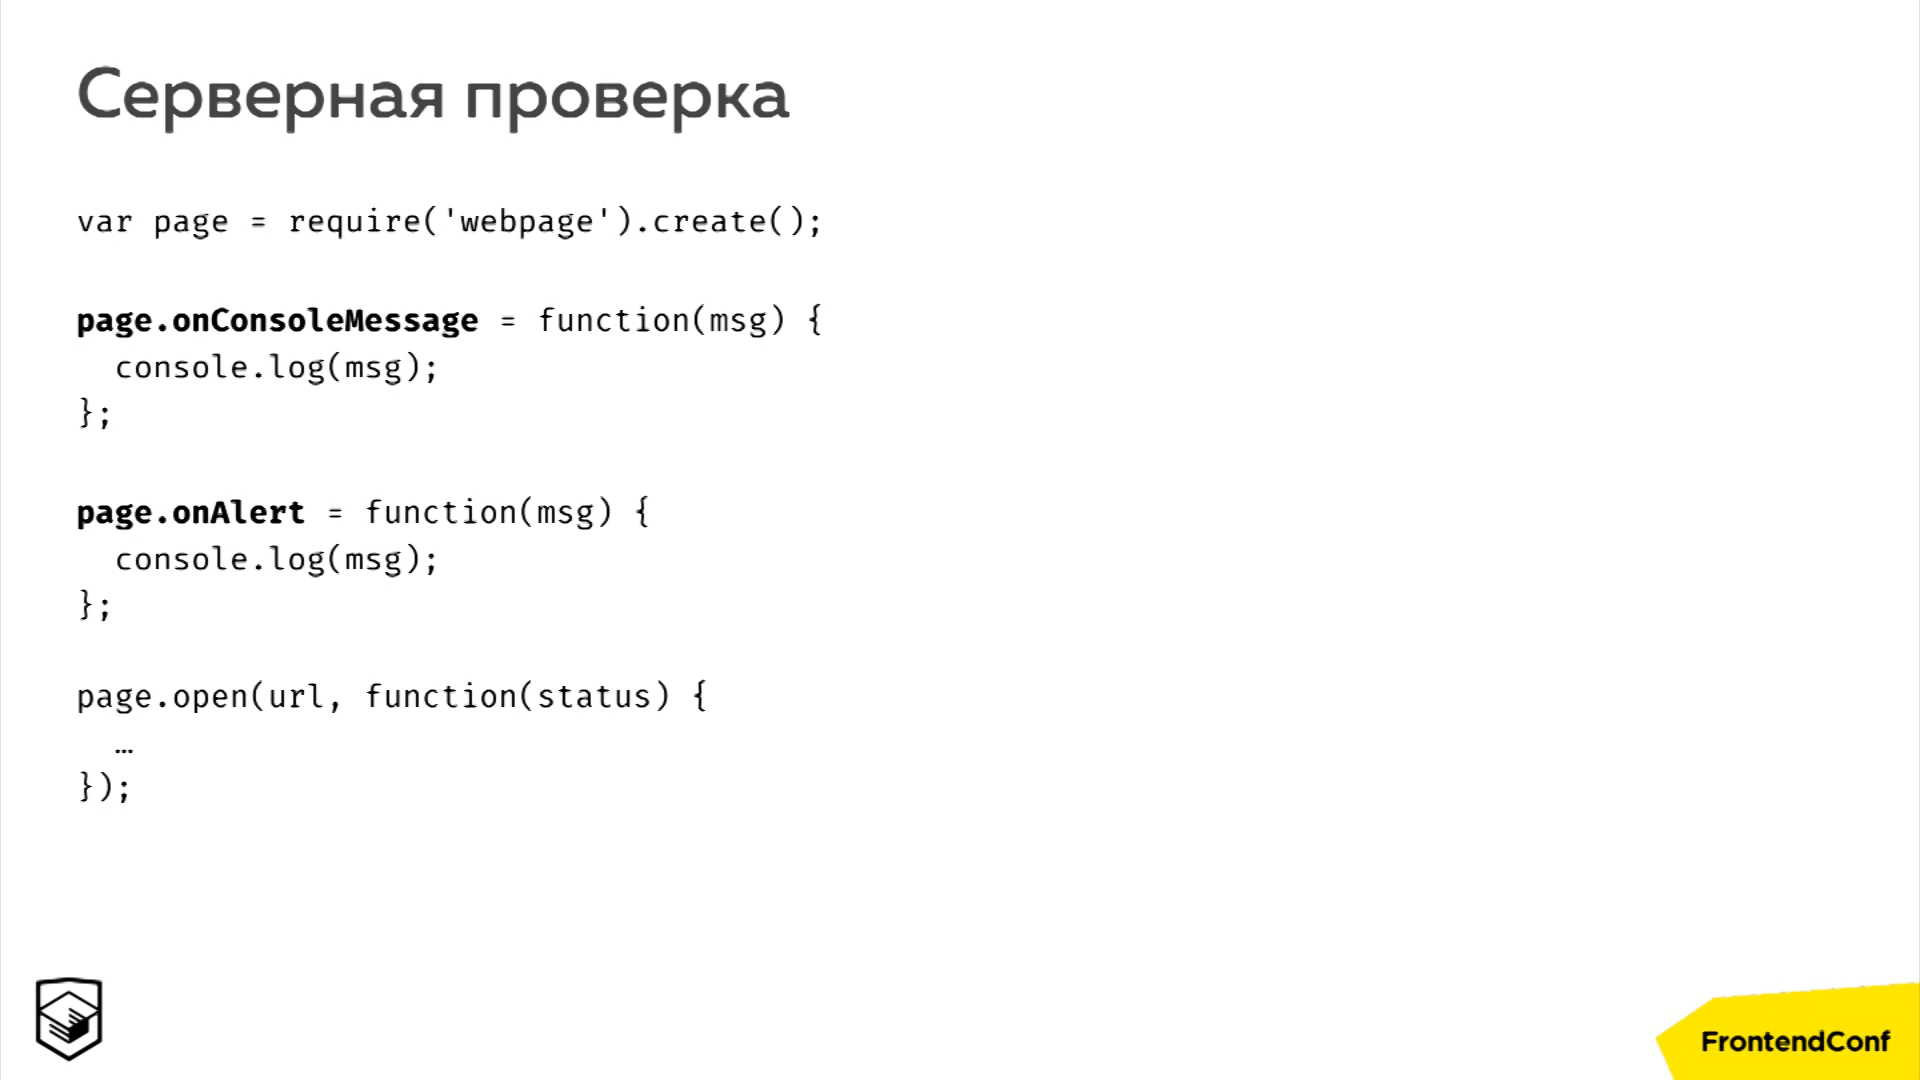 Серверная проверка
var page = require('webpage').create();
page.onConsoleMessage = function(msg) {
  console.log(msg);
};
page.onAlert = function(msg) {
  console.log(msg);
};
page.open(url, function(status) {
  …
});
FrontendConf